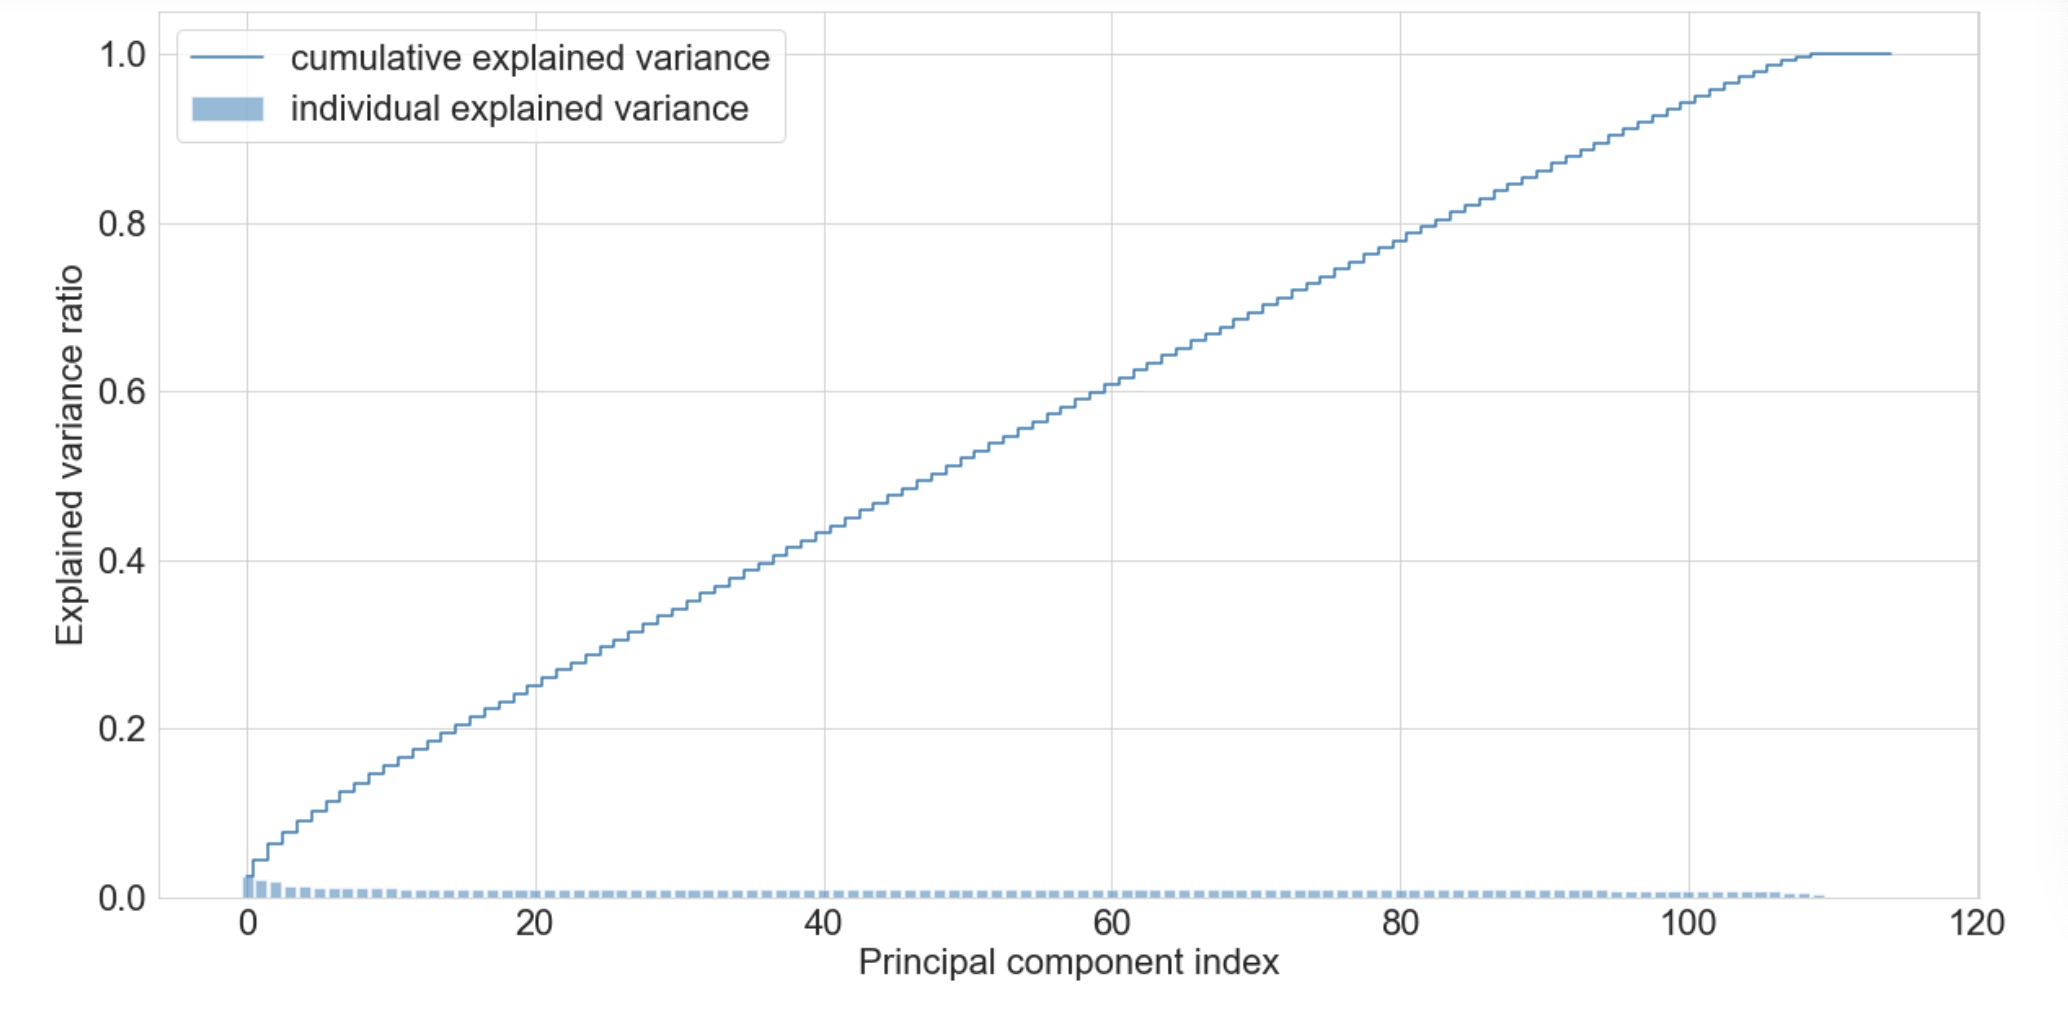 cumulative explained variance
individual explained variance
Explained variance ratio
1.0
0.8
0.6
0.4
0.2
0.0
0 20 40 60 80 100 120
Principal component index